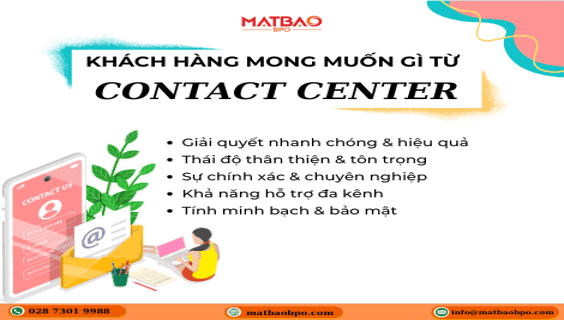 MATBAO
BPO
KHÁCH HÀNG MONG MUỐN GÌ TỪ
CONTACT CENTER
Giải quyết nhanh chóng & hiệu quả
Thái độ thân thiện & tôn trọng
Sự chính xác & chuyên nghiệp
Khả năng hỗ trợ đa kênh
Tính minh bạch & bảo mật
CONTACT US
@
028 7301 9988
matbaobpo.com
info@matbaobpo.com